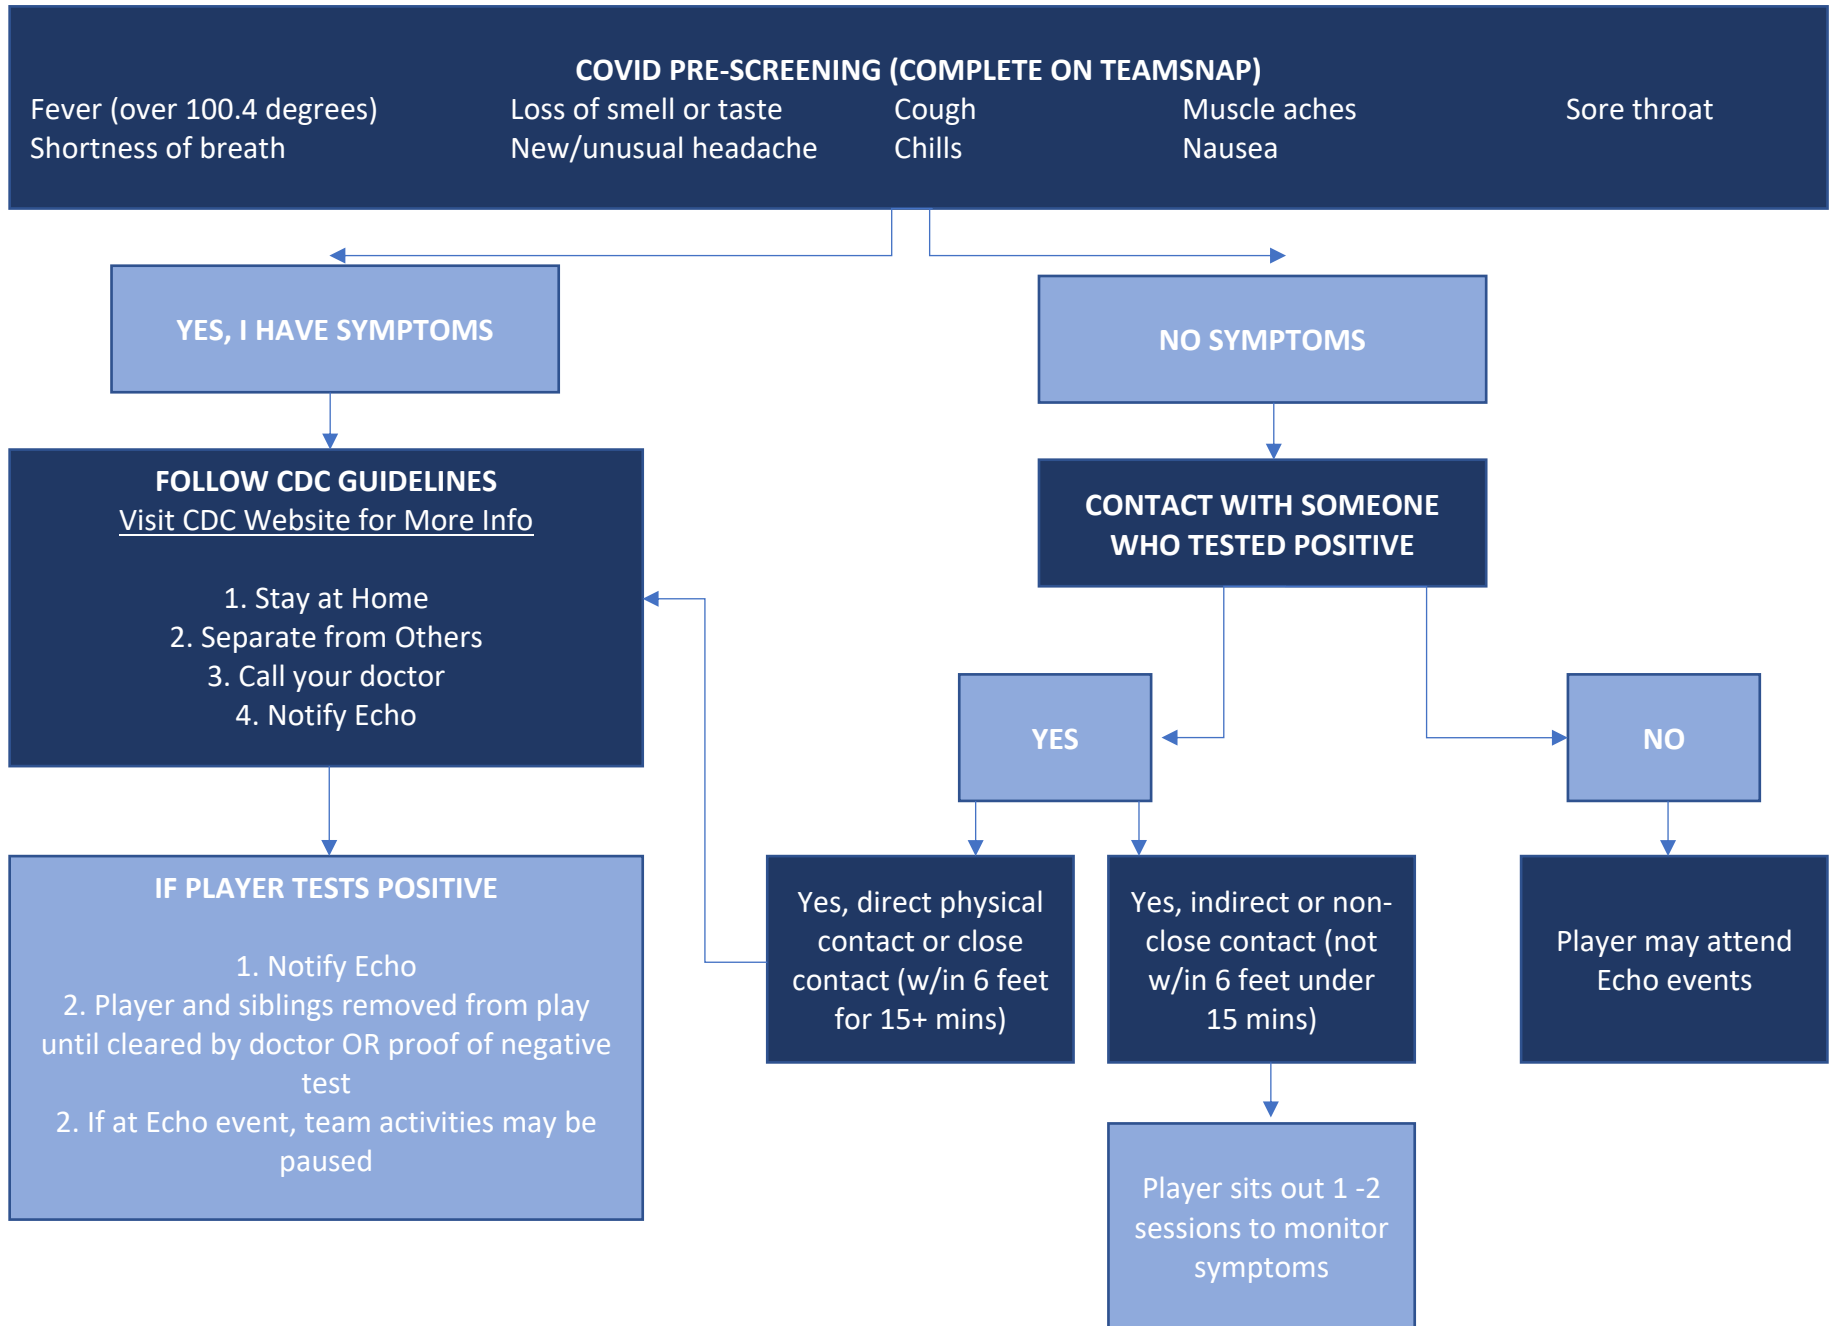 COVID PRE-SCREENING (COMPLETE ON TEAMSNAP)
Fever (over 100.4 degrees) Loss of smell or taste Cough Muscle aches Sore throat
Shortness of breath New/unusual headache Chills Nausea
YES, I HAVE SYMPTOMS
NO SYMPTOMS
FOLLOW CDC GUIDELINES
Visit CDC Website for More Info
1. Stay at Home
2. Separate from Others
3. Call your doctor
4. Notify Echo
CONTACT WITH SOMEONE
WHO TESTED POSITIVE
YES
NO
IF PLAYER TESTS POSITIVE
1. Notify Echo
2. Player and siblings removed from play
until cleared by doctor OR proof of negative
test
2. If at Echo event, team activities may be
paused
Yes, direct physical
contact or close
contact (w/in 6 feet
for 15+ mins)
Yes, indirect or non-
close contact (not
w/in 6 feet under
15 mins)
Player may attend
Echo events
Player sits out 1 -2
sessions to monitor
symptoms